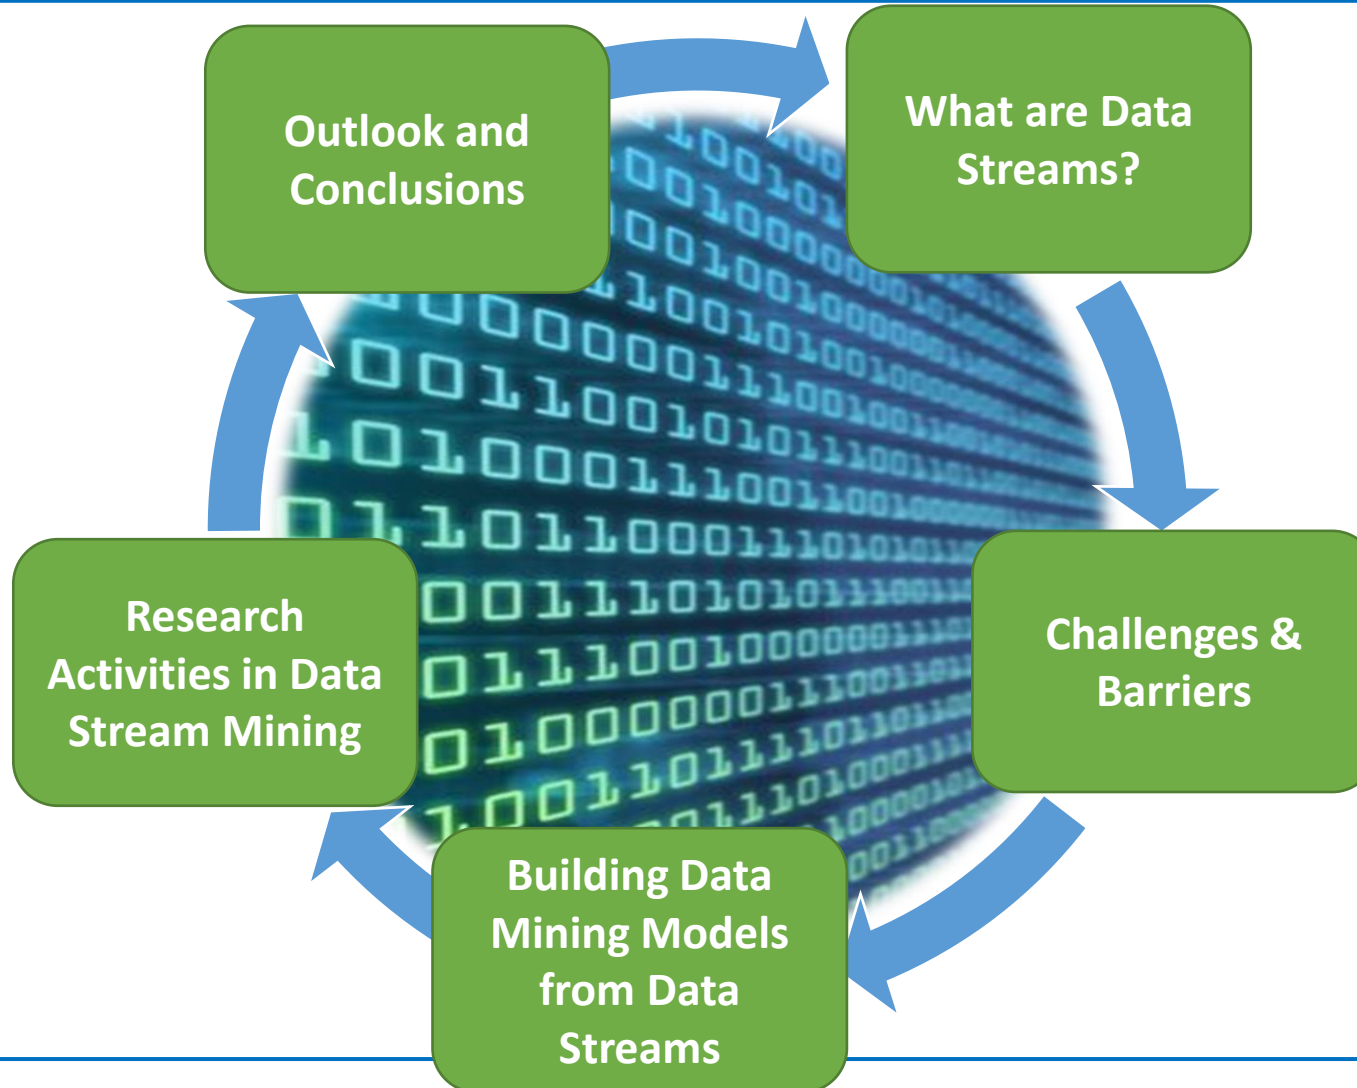 Outlook and
Conclusions
What are Data
Streams?
Challenges &
Barriers
Building Data
Mining Models
from Data
Streams
Research
Activities in Data
Stream Mining